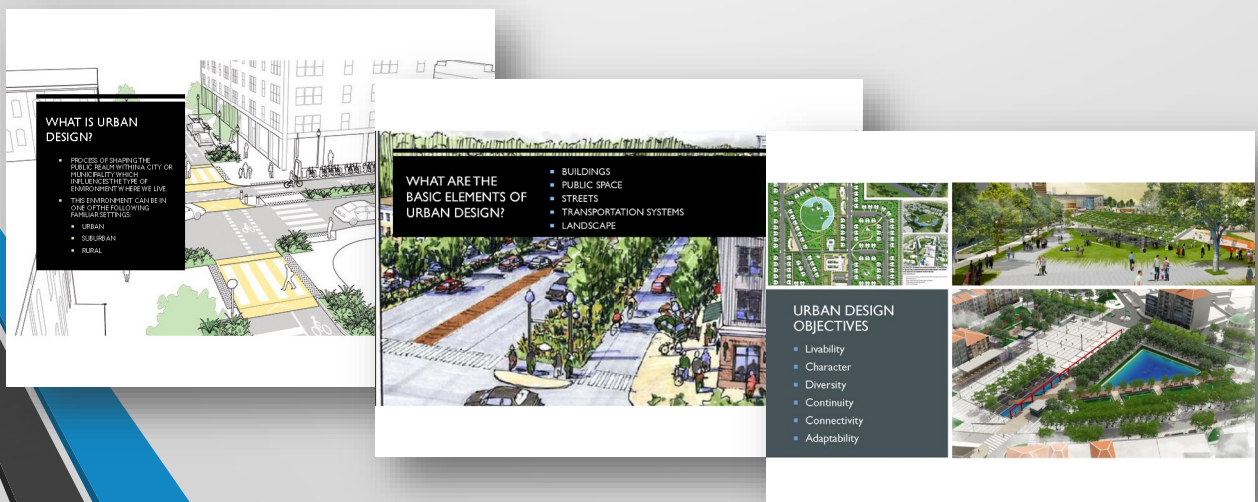 WHAT IS URBAN
DESIGN?
PROCESS OF SHAPING THE
PUBLIC REALM WITHIN A CITY OR
MUNICIPALITY WHICH
INFLUENCES THE TYPE OF
ENVIRONMENT WHERE WE LIVE.
THIS ENVIRONMENT CAN BE IN
ONE OF THE FOLLOWING
FAMILIAR SETTINGS:
URBAN
SUBURBAN
RURAL
WHAT ARE THE
BASIC ELEMENTS OF
URBAN DESIGN?
BUILDINGS
PUBLIC SPACE
STREETS
TRANSPORTATION SYSTEMS
LANDSCAPE
URBAN DESIGN
OBJECTIVES
Livability
Character
Diversity
Continuity
Connectivity
Adaptability